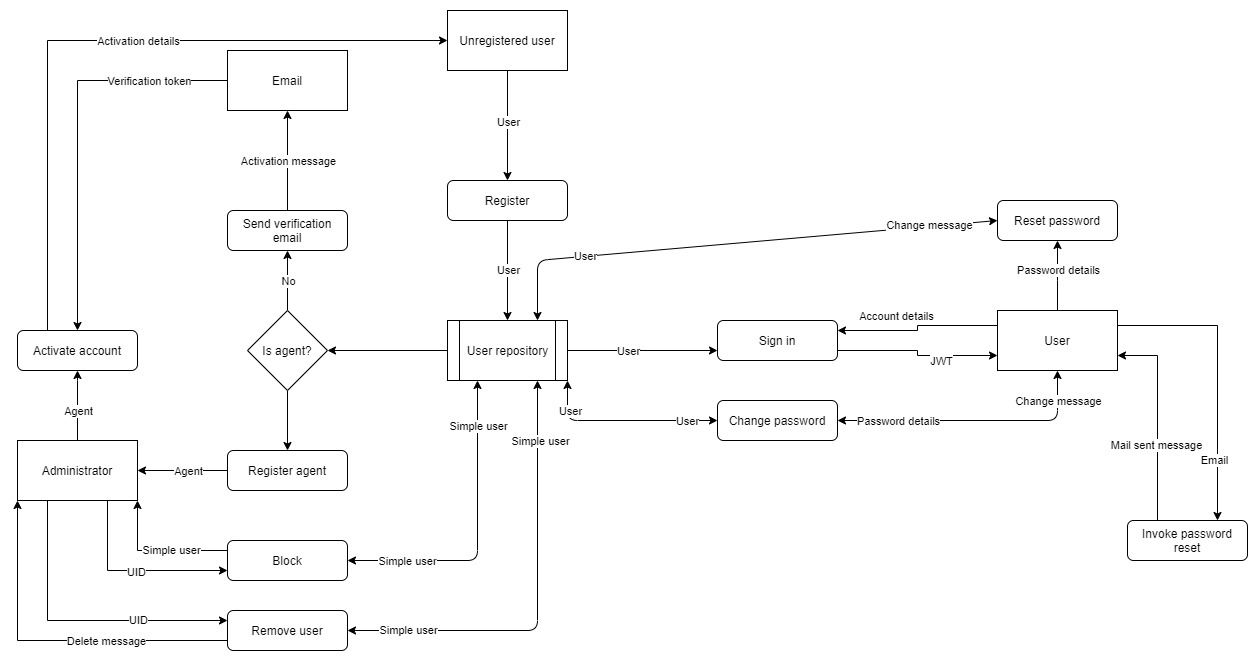 Unregistered user
Activation details
Email
Verification token
User
Activation message
Register
Send verification
email
Reset password
Change message
User
User
Password details
No
Account details
Activate account
Is agent?
User repository
User
Sign in
User
JWT
Agent
User
Change message
Simple user
User
Change password
Password details
Simple user
Mail sent message
Email
Administrator
Agent
Register agent
Invoke password
reset
Simple user
Block
Simple user
UID
UID
Remove user
Simple user
Delete message